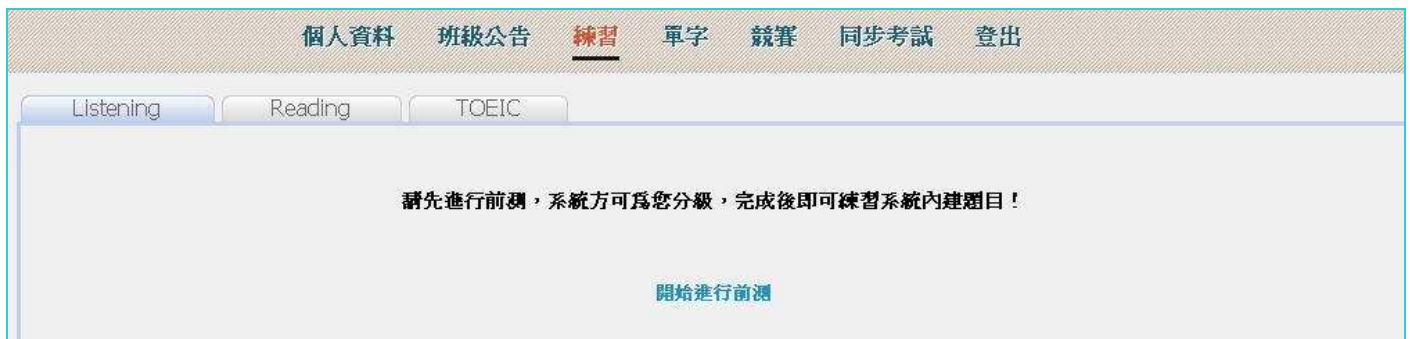 個人資料 班級公告 練習 單字 競賽 同步考試 登出
Listening Reading TOEIC
請先進行前測，系統方可為您分級，完成後即可練習系統內建題目！
開始進行前測